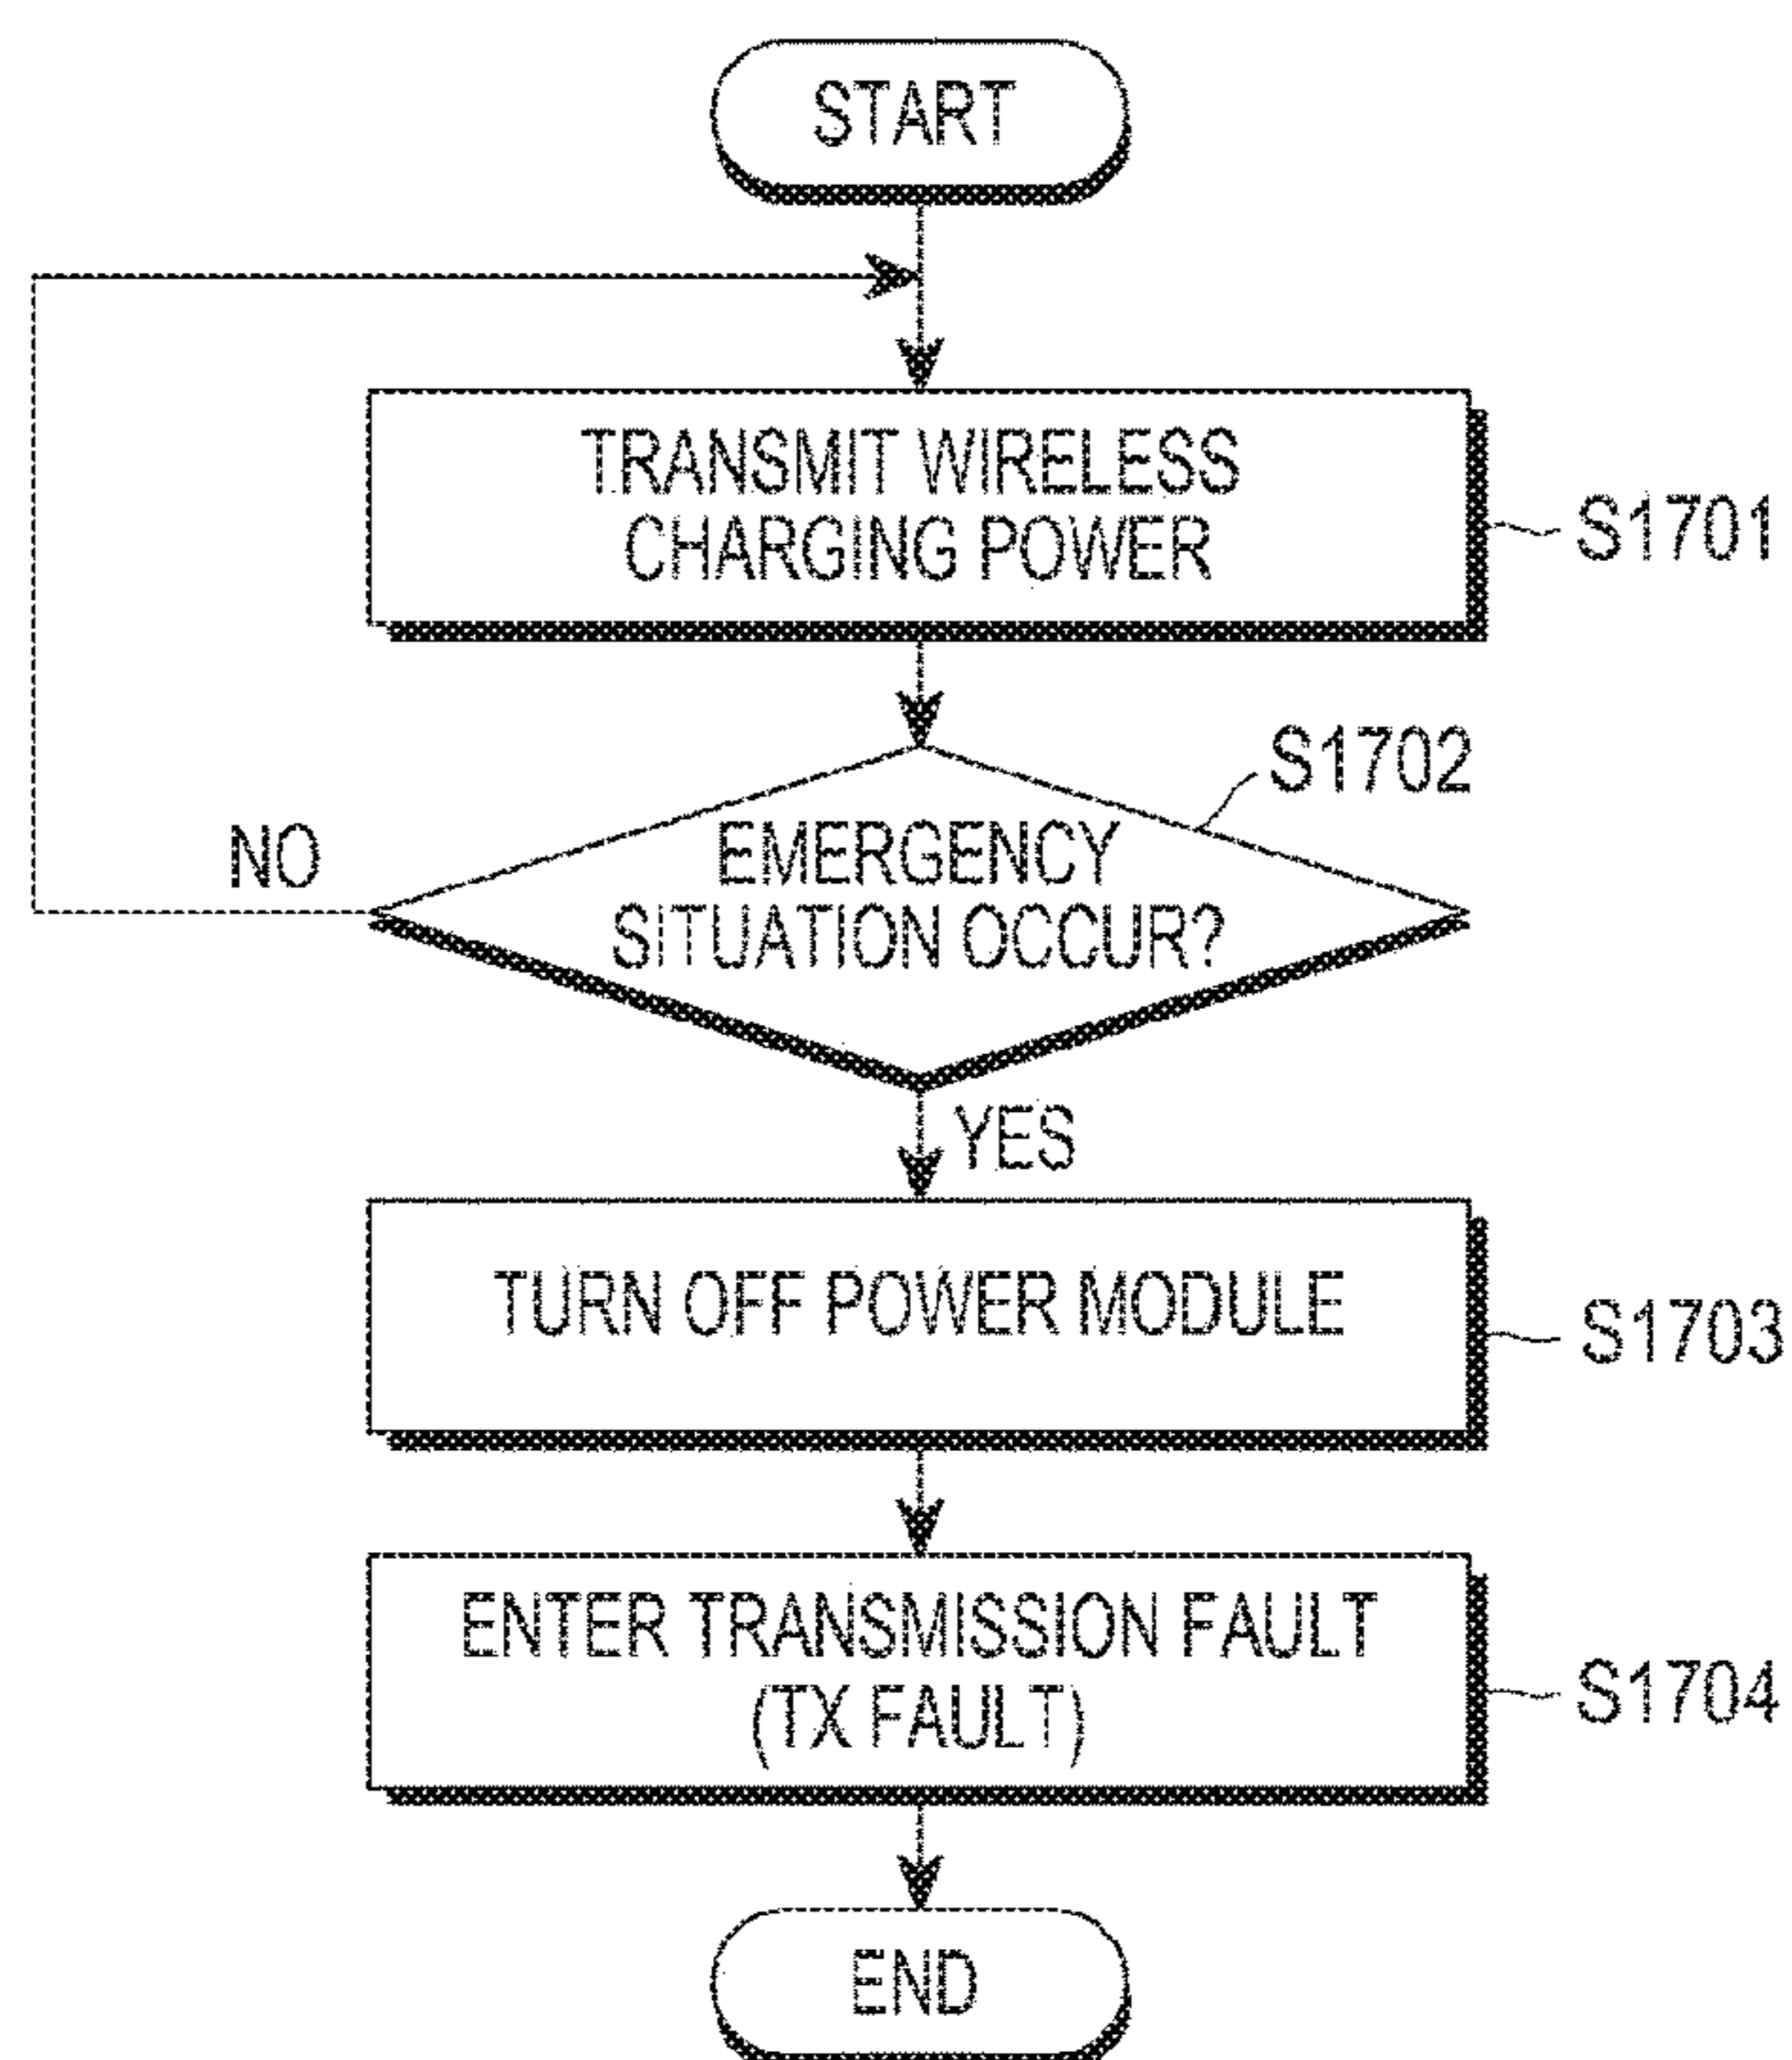 START
TRANSMIT WIRELESS
CHARGING POWER
S1701
S1702
EMERGENCY
SITUATION OCCUR?
NO
YES
TURN OFF POWER MODULE
S1703
ENTER TRANSMISSION FAULT
(TX FAULT)
S1704
END